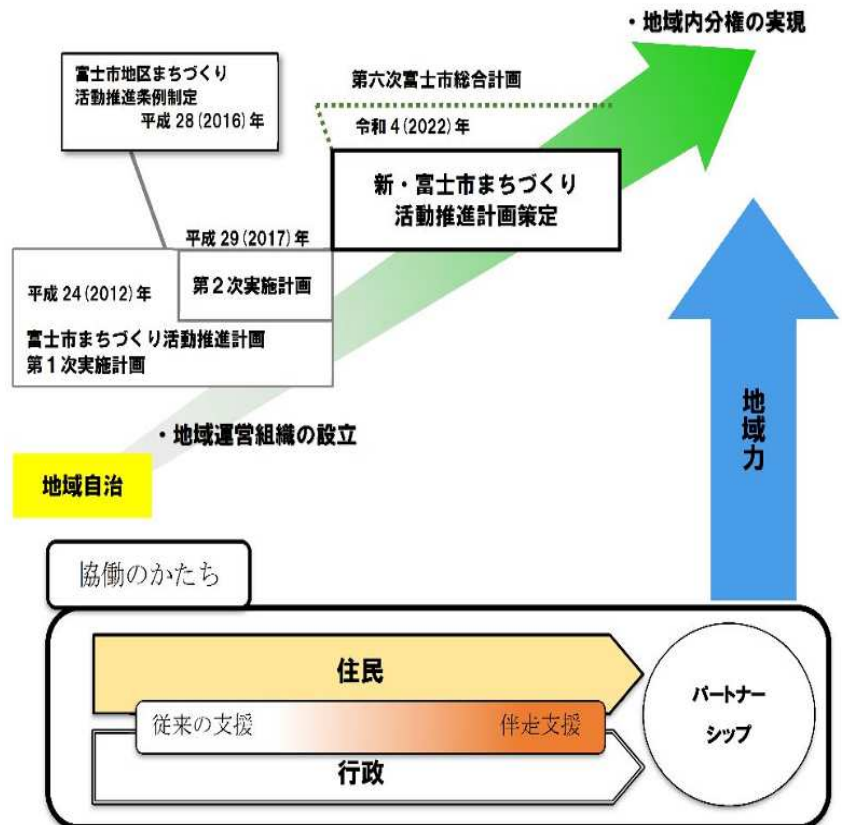 ・地域内分権の実現
富士市地区まちづくり
活動推進条例制定
平成 28(2016)年
第六次富士市総合計画
令和 4(2022)年
新・富士市まちづくり
活動推進計画策定
平成 29(2017)年
第２次実施計画
平成 24(2012)年
富士市まちづくり活動推進計画
第１次実施計画
・地域運営組織の設立
地域自治
地域力
協働のかたち
住民
従来の支援
伴走支援
行政
パートナー
シップ